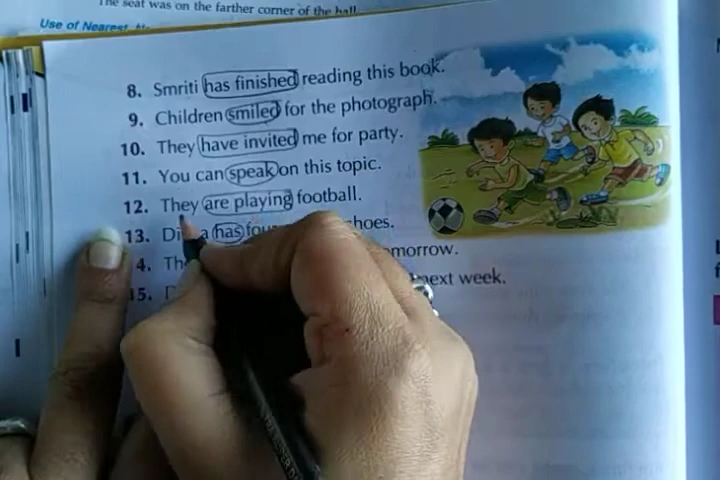 The seat was on the farther corner of the hall.
Use of Nearest
8. Smriti has finished reading this book.
9. Children smiled for the photograph.
10. They have invited me for party.
11. You can speak on this topic.
12. They are playing football.
13. has hoes.
4. morrow.
15. next week.